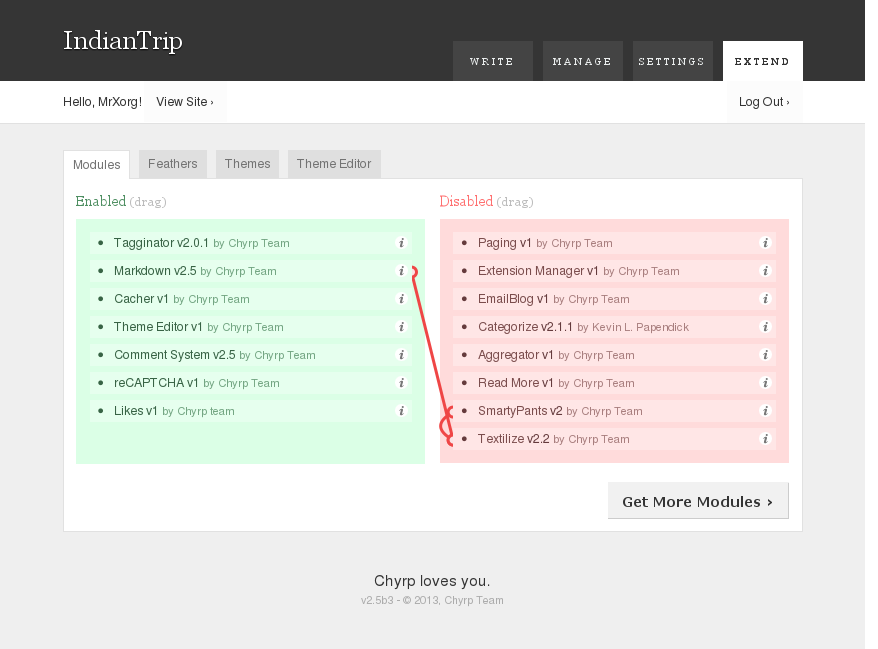 IndianTrip
WRITE
MANAGE
SETTINGS
EXTEND
Hello, MrXorg!
View Site ›
Log Out ›
Modules
Feathers
Themes
Theme Editor
Enabled (drag)
Tagginator v2.0.1 by Chyrp Team i
Markdown v2.5 by Chyrp Team i
Cacher v1 by Chyrp Team i
Theme Editor v1 by Chyrp Team i
Comment System v2.5 by Chyrp Team i
reCAPTCHA v1 by Chyrp Team i
Likes v1 by Chyrp team i
Disabled (drag)
Paging v1 by Chyrp Team i
Extension Manager v1 by Chyrp Team i
EmailBlog v1 by Chyrp Team i
Categorize v2.1.1 by Kevin L. Papendick i
Aggregator v1 by Chyrp Team i
Read More v1 by Chyrp Team i
SmartyPants v2 by Chyrp Team i
Textilize v2.2 by Chyrp Team i
Get More Modules ›
Chyrp loves you.
v2.5b3 - © 2013, Chyrp Team